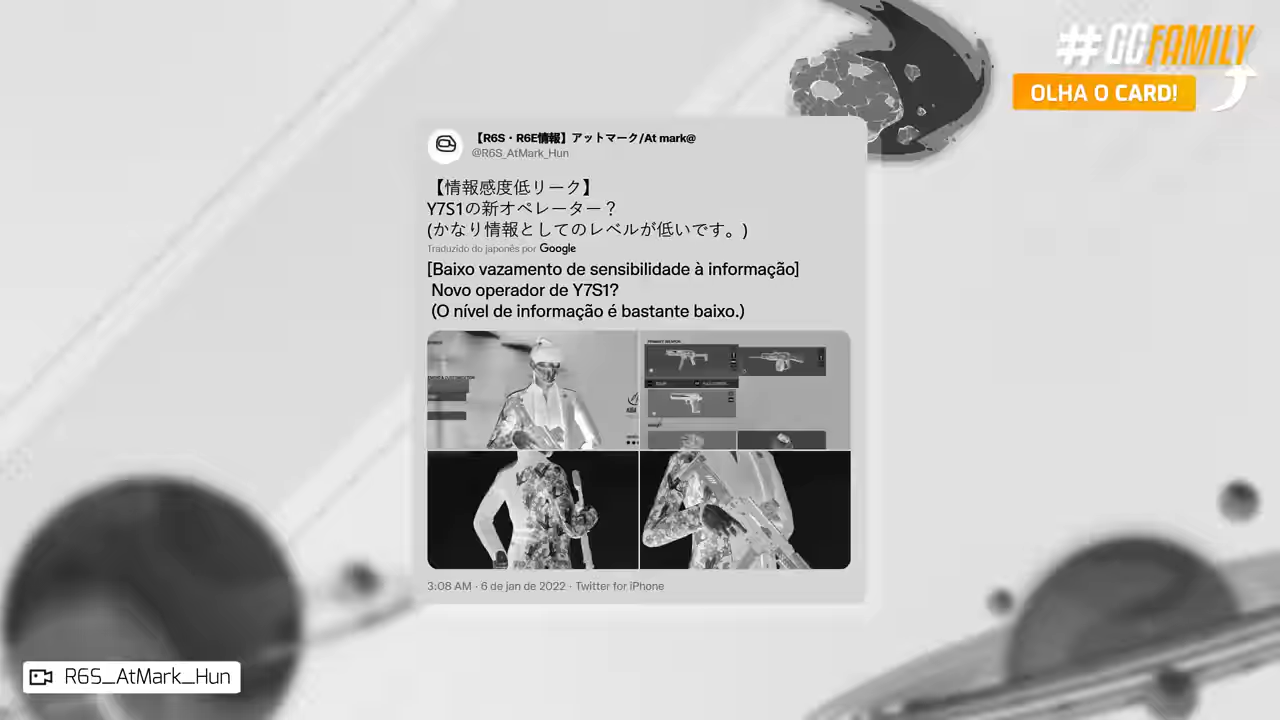 #GGFAMILY
OLHA O CARD!
【R6S・R6E情報】アットマーク/At mark@
@R6S_AtMark_Hun
【情報感度低リーク】
Y7S1の新オペレーター？
(かなり情報としてのレベルが低いです。)
Traduzido do japonês por Google
[Baixo vazamento de sensibilidade à informação]
Novo operador de Y7S1?
(O nível de informação é bastante baixo.)
PRIMARY WEAPON
3:08 AM · 6 de jan de 2022 · Twitter for iPhone
R6S_AtMark_Hun